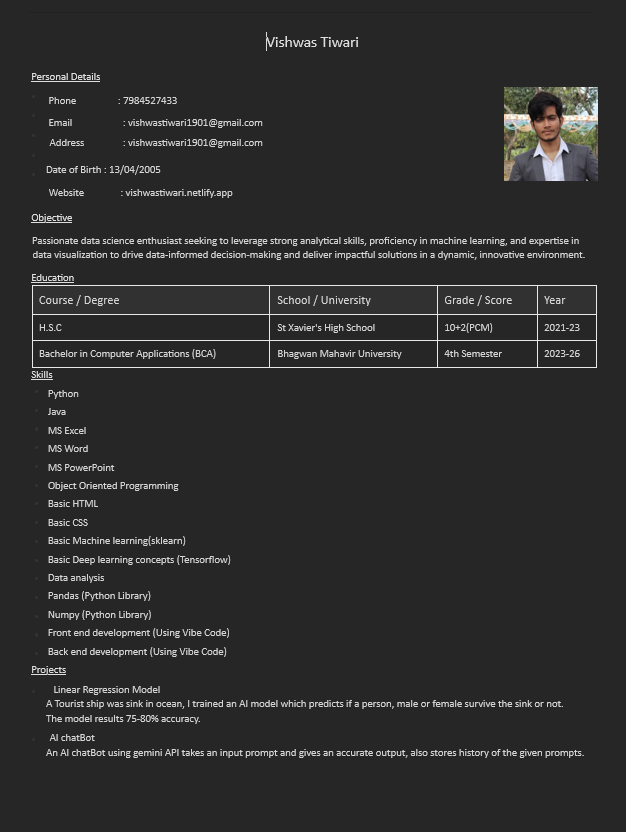 Vishwas Tiwari
Personal Details
Phone : 7984527433
Email : vishwastiwari1901@gmail.com
Address : vishwastiwari1901@gmail.com
Date of Birth : 13/04/2005
Website : vishwastiwari.netlify.app
Objective
Passionate data science enthusiast seeking to leverage strong analytical skills, proficiency in machine learning, and expertise in
data visualization to drive data-informed decision-making and deliver impactful solutions in a dynamic, innovative environment.
Education
Course / Degree School / University Grade / Score Year
H.S.C St Xavier's High School 10+2(PCM) 2021-23
Bachelor in Computer Applications (BCA) Bhagwan Mahavir University 4th Semester 2023-26
Skills
Python
Java
MS Excel
MS Word
MS PowerPoint
Object Oriented Programming
Basic HTML
Basic CSS
Basic Machine learning(sklearn)
Basic Deep learning concepts (Tensorflow)
Data analysis
Pandas (Python Library)
Numpy (Python Library)
Front end development (Using Vibe Code)
Back end development (Using Vibe Code)
Projects
Linear Regression Model
A Tourist ship was sink in ocean, I trained an AI model which predicts if a person, male or female survive the sink or not.
The model results 75-80% accuracy.
AI chatBot
An AI chatBot using gemini API takes an input prompt and gives an accurate output, also stores history of the given prompts.